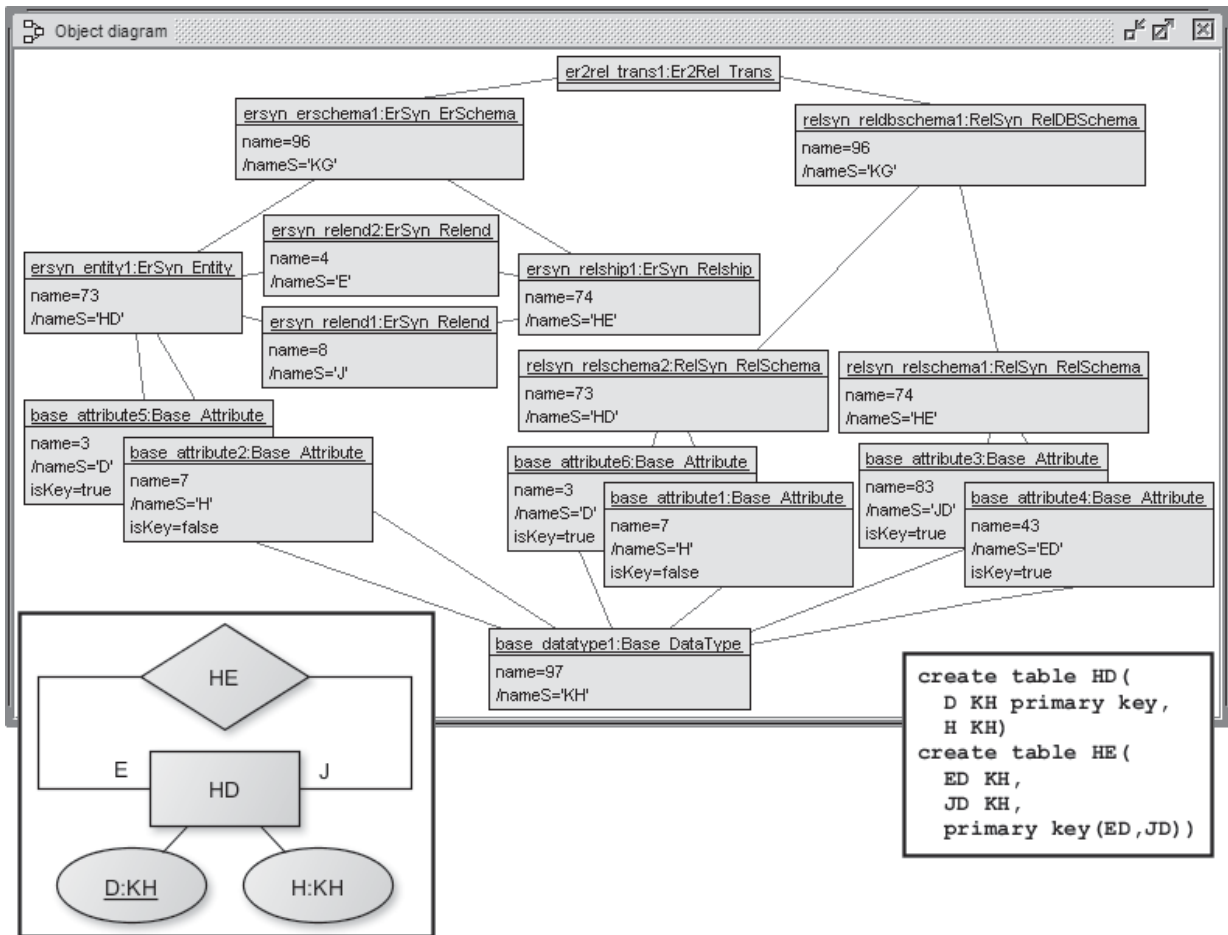 Object diagram
er2rel_trans1:Er2Rel_Trans
ersyn_erschema1:ErSyn_ErSchema
name=96
/nameS='KG'
relsyn_reldbschema1:RelSyn_RelDBSchema
name=96
/nameS='KG'
ersyn_relend2:ErSyn_Relend
name=4
/nameS='E'
ersyn_entity1:ErSyn_Entity
name=73
/nameS='HD'
ersyn_relship1:ErSyn_Relship
name=74
/nameS='HE'
ersyn_relend1:ErSyn_Relend
name=8
/nameS='J'
relsyn_relschema2:RelSyn_RelSchema
name=73
/nameS='HD'
relsyn_relschema1:RelSyn_RelSchema
name=74
/nameS='HE'
base_attribute5:Base_Attribute
name=3
/nameS='D'
isKey=true
base_attribute2:Base_Attribute
name=7
/nameS='H'
isKey=false
base_attribute6:Base_Attribute
name=3
/nameS='D'
isKey=true
base_attribute1:Base_Attribute
name=7
/nameS='H'
isKey=false
base_attribute3:Base_Attribute
name=83
/nameS='JD'
isKey=true
base_attribute4:Base_Attribute
name=43
/nameS='ED'
isKey=true
base_datatype1:Base_DataType
name=97
/nameS='KH'
HE
E
J
HD
D:KH
H:KH
create table HD(
D KH primary key,
H KH)
create table HE(
ED KH,
JD KH,
primary key(ED,JD))